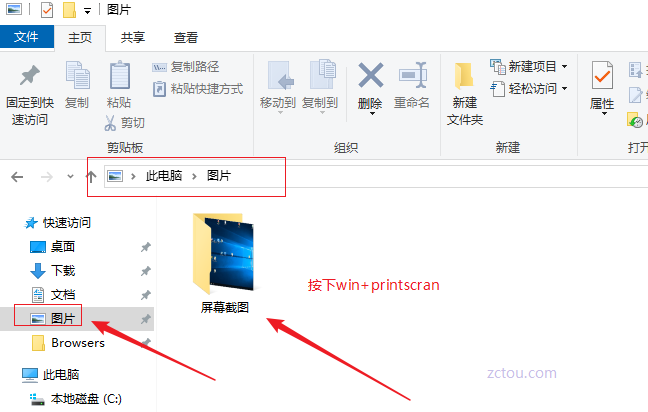 图片
文件 主页 共享 查看
固定到快速访问
复制
粘贴
复制路径
粘贴快捷方式
剪切
移动到
复制到
删除
重命名
新建文件夹
新建项目
轻松访问
属性
剪贴板
组织
新建
打开
此电脑 图片
快速访问
桌面
下载
文档
图片
Browsers
此电脑
本地磁盘 (C:)
屏幕截图
按下win+printscran
zctou.com